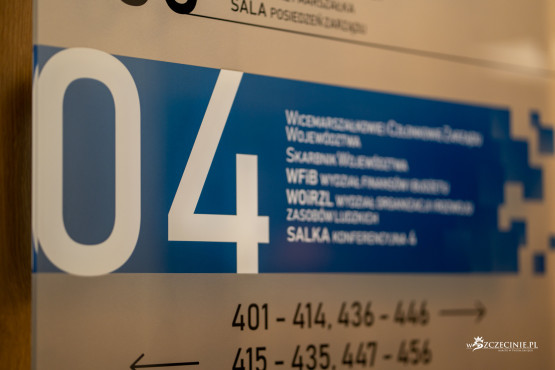 SALA POSIEDZEŃ ZARZĄDU
04
WICEMARSZAŁKOWIE I CZŁONKOWIE ZARZĄDU
WOJEWÓDZTWA
SKARBNIK WOJEWÓDZTWA
WFiB WYDZIAŁ FINANSÓW I BUDŻETU
WOiRZL WYDZIAŁ ORGANIZACJI I ROZWOJU
ZASOBÓW LUDZKICH
SALKA KONFERENCYJNA 4
401 - 414, 436 - 446
415 - 435, 447 - 456
wSZCZECINIE.PL